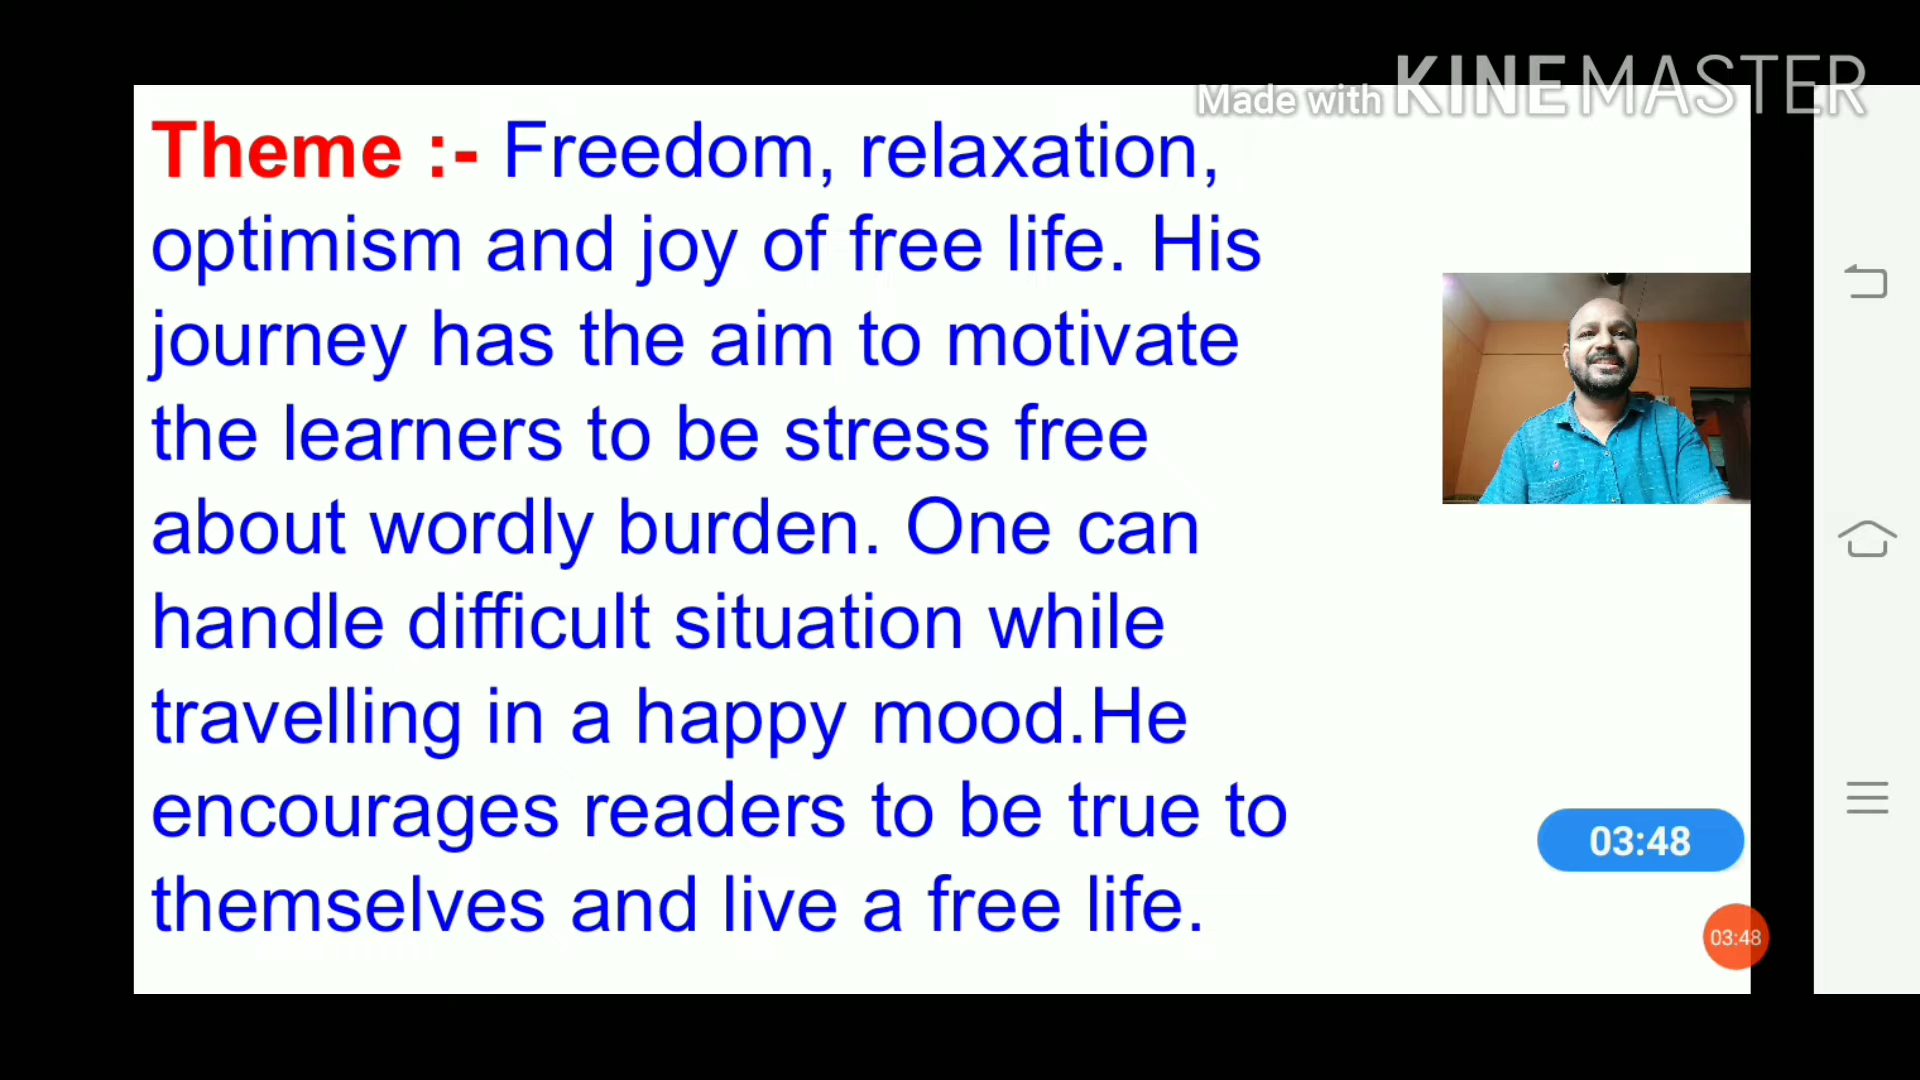 Made with KINEMASTER
Theme :- Freedom, relaxation,
optimism and joy of free life. His
journey has the aim to motivate
the learners to be stress free
about wordly burden. One can
handle difficult situation while
travelling in a happy mood.He
encourages readers to be true to
themselves and live a free life.
03:48
03:48